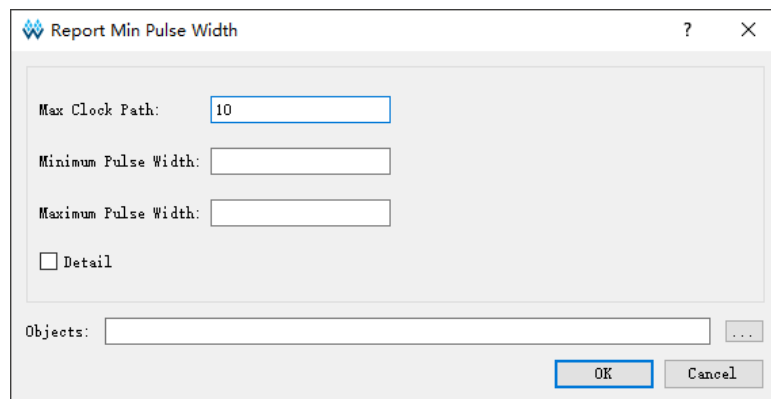 Report Min Pulse Width ?
Max Clock Path: 10
Minimum Pulse Width:
Maximum Pulse Width:
Detail
Objects: ...
OK Cancel